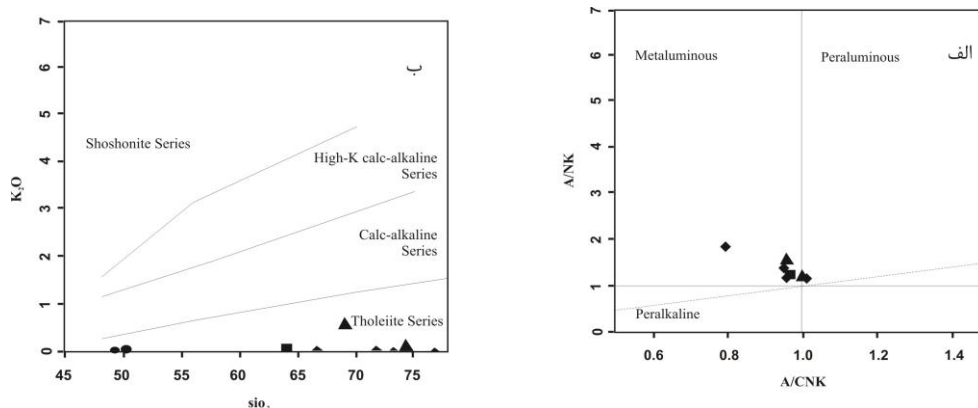 ب
7
6
5
4
3
2
1
0
K₂O
Shoshonite Series
High-K calc-alkaline
Series
Calc-alkaline
Series
Tholeiite Series
45 50 55 60 65 70 75
sio₂
الف
7
6
5
4
3
2
1
0
A/NK
Metaluminous
Peraluminous
Peralkaline
0.6 0.8 1.0 1.2 1.4
A/CNK